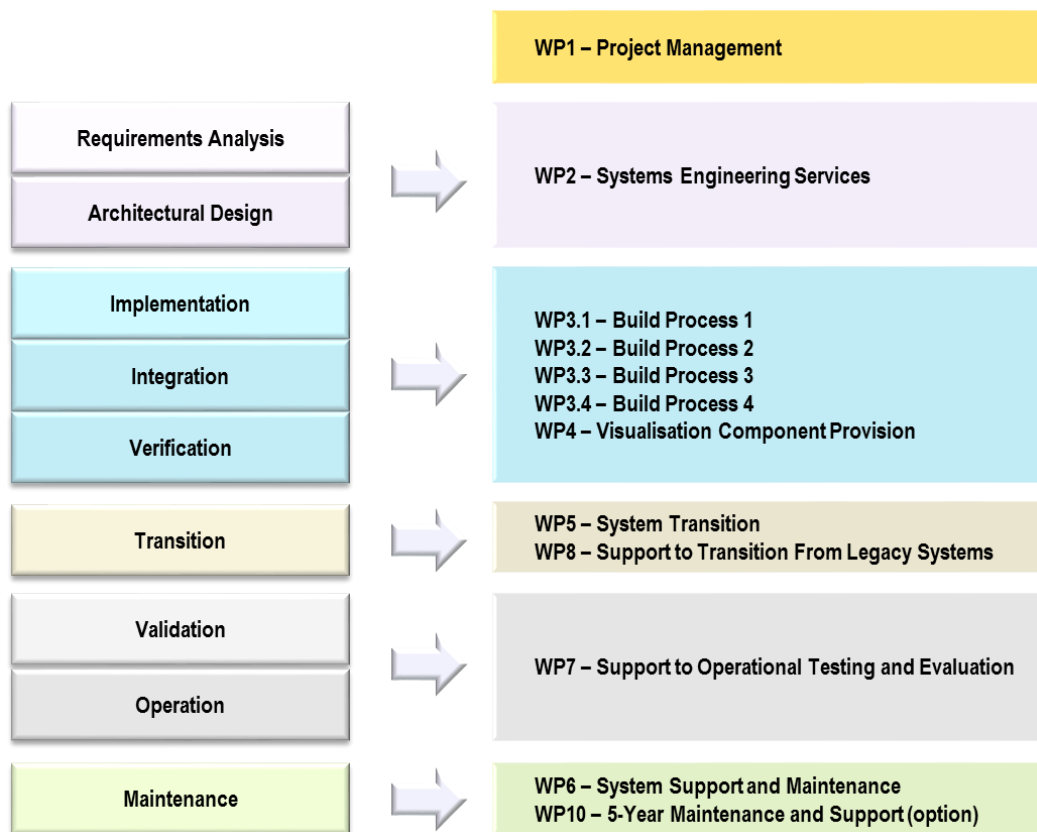 WP1 – Project Management
Requirements Analysis
Architectural Design
WP2 – Systems Engineering Services
Implementation
Integration
Verification
WP3.1 – Build Process 1
WP3.2 – Build Process 2
WP3.3 – Build Process 3
WP3.4 – Build Process 4
WP4 – Visualisation Component Provision
Transition
WP5 – System Transition
WP8 – Support to Transition From Legacy Systems
Validation
Operation
WP7 – Support to Operational Testing and Evaluation
Maintenance
WP6 – System Support and Maintenance
WP10 – 5-Year Maintenance and Support (option)